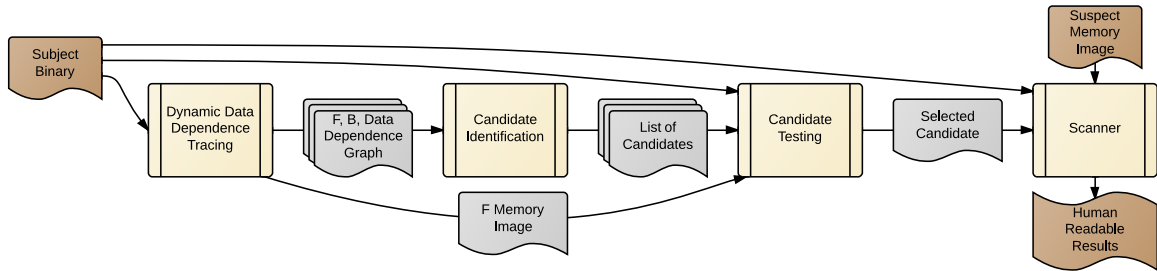 Subject
Binary
Dynamic Data
Dependence
Tracing
F, B, Data
Dependence
Graph
Candidate
Identification
List of
Candidates
F Memory
Image
Candidate
Testing
Selected
Candidate
Suspect
Memory
Image
Scanner
Human
Readable
Results